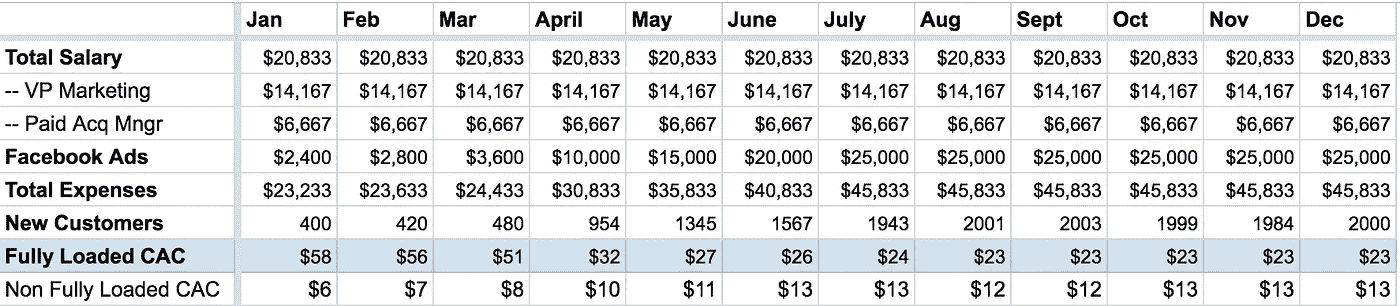 Jan Feb Mar April May June July Aug Sept Oct Nov Dec
Total Salary $20,833 $20,833 $20,833 $20,833 $20,833 $20,833 $20,833 $20,833 $20,833 $20,833 $20,833 $20,833
-- VP Marketing $14,167 $14,167 $14,167 $14,167 $14,167 $14,167 $14,167 $14,167 $14,167 $14,167 $14,167 $14,167
-- Paid Acq Mngr $6,667 $6,667 $6,667 $6,667 $6,667 $6,667 $6,667 $6,667 $6,667 $6,667 $6,667 $6,667
Facebook Ads $2,400 $2,800 $3,600 $10,000 $15,000 $20,000 $25,000 $25,000 $25,000 $25,000 $25,000 $25,000
Total Expenses $23,233 $23,633 $24,433 $30,833 $35,833 $40,833 $45,833 $45,833 $45,833 $45,833 $45,833 $45,833
New Customers 400 420 480 954 1345 1567 1943 2001 2003 1999 1984 2000
Fully Loaded CAC $58 $56 $51 $32 $27 $26 $24 $23 $23 $23 $23 $23
Non Fully Loaded CAC $6 $7 $8 $10 $11 $13 $13 $12 $12 $13 $13 $13